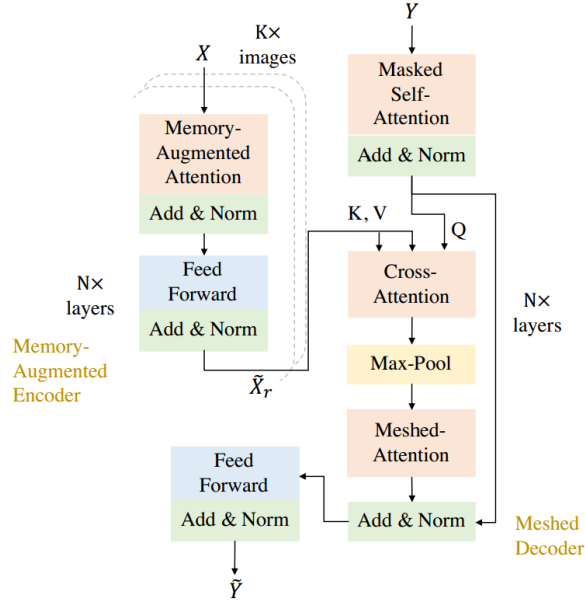 K×
images
X
Memory-
Augmented
Attention
Add & Norm
Feed
Forward
Add & Norm
N×
layers
Memory-
Augmented
Encoder
X̃ᵣ
Y
Masked
Self-
Attention
Add & Norm
K, V
Q
Cross-
Attention
Max-Pool
Meshed-
Attention
Add & Norm
N×
layers
Meshed
Decoder
Feed
Forward
Add & Norm
Ỹ